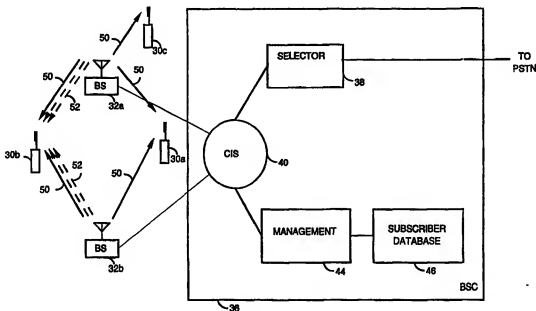 30c
50
50
SELECTOR
38
TO
PSTN
BS
32a
50
52
30a
30b
CIS
40
52
50
50
BS
32b
MANAGEMENT
44
SUBSCRIBER
DATABASE
46
BSC
36